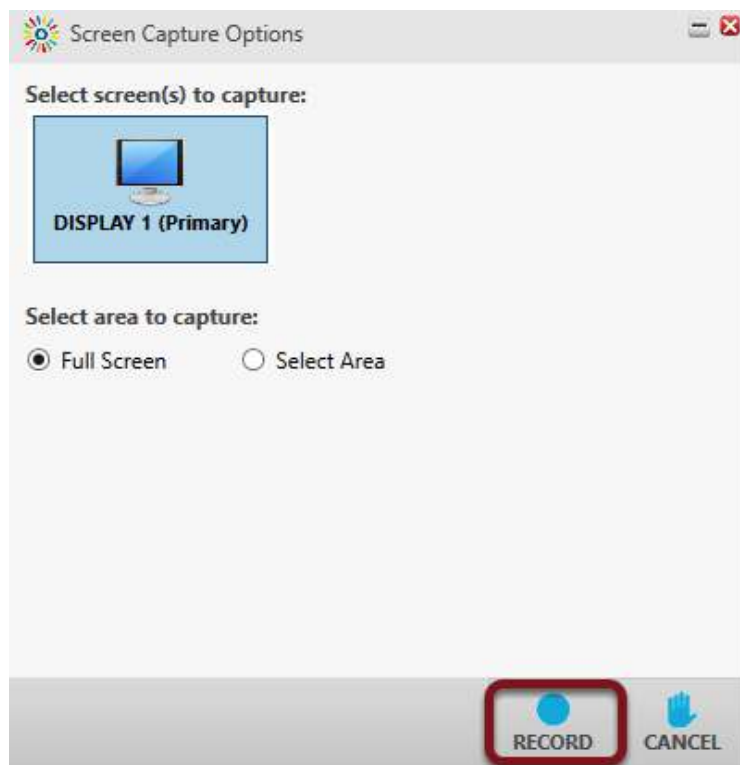 Screen Capture Options
Select screen(s) to capture:
DISPLAY 1 (Primary)
Select area to capture:
Full Screen Select Area
RECORD CANCEL